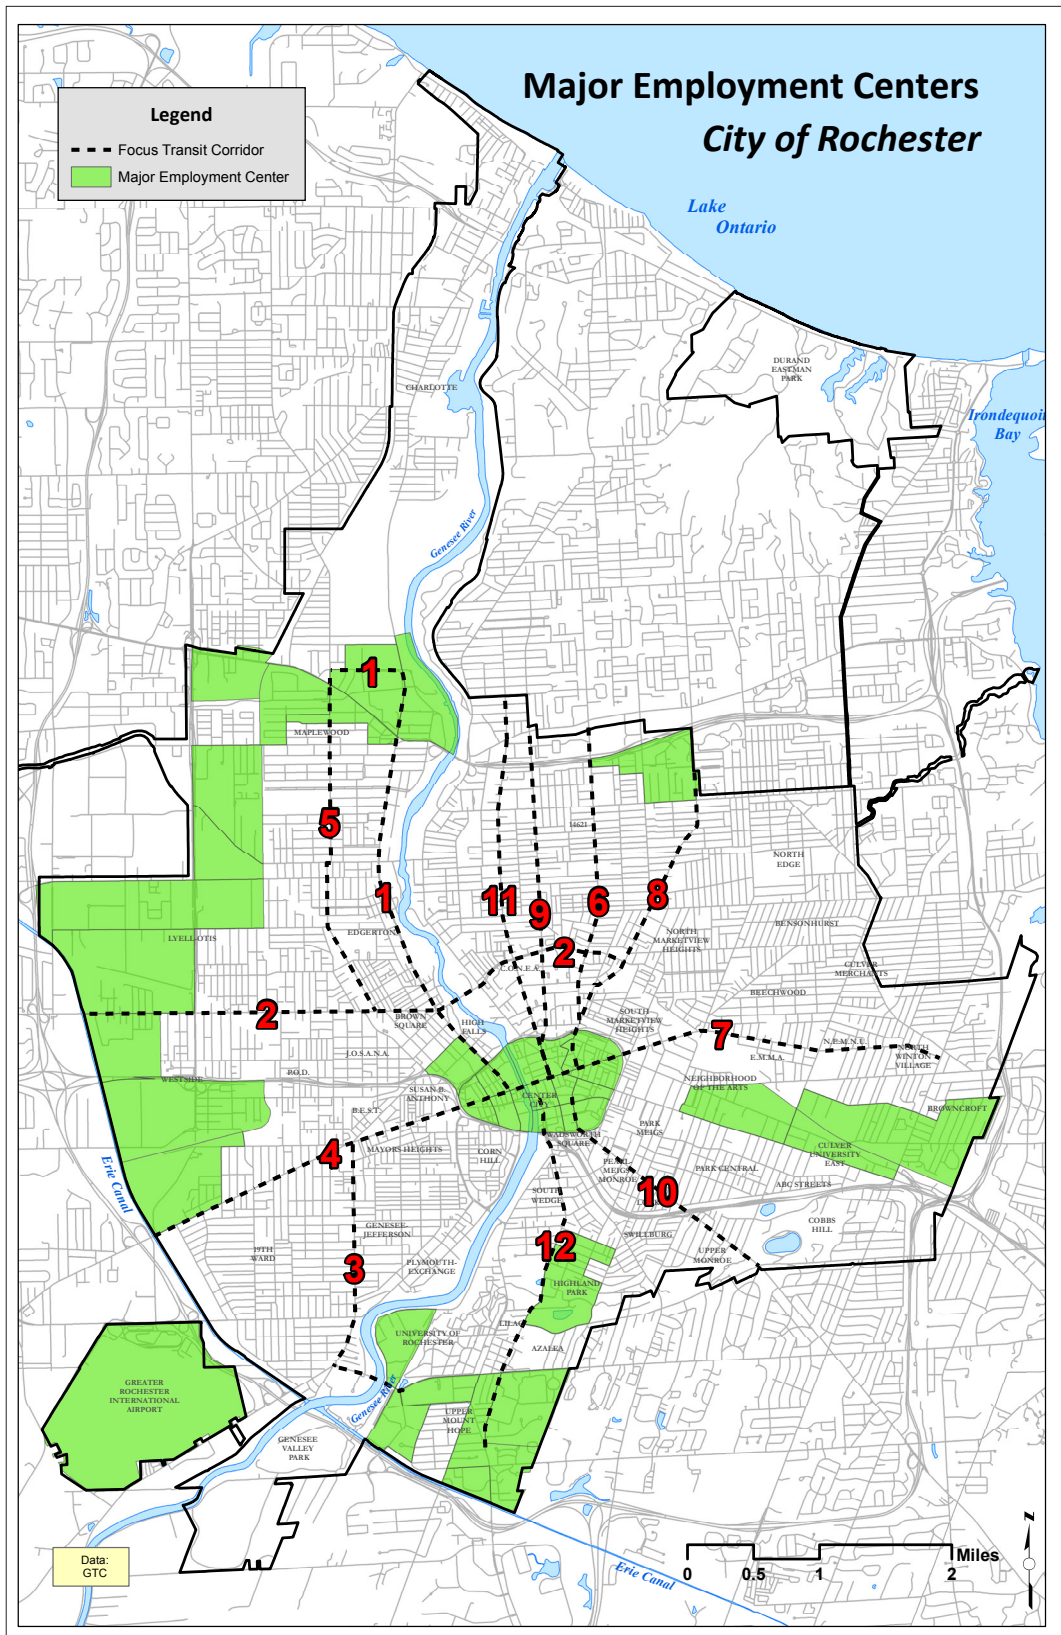 Major Employment Centers
City of Rochester
Legend
Focus Transit Corridor
Major Employment Center
Lake
Ontario
DURAND
EASTMAN
PARK
CHARLOTTE
Irondequoit
Bay
Genesee River
1
MAPLEWOOD
5
14621
NORTH
EDGE
1
11
9
6
8
EDGERTON
LYELL-OTIS
NORTH
MARKETVIEW
HEIGHTS
BENSONHURST
2
C.O.N.E.A.
CULVER
MERCHANTS
BEECHWOOD
2
BROWN
SQUARE
HIGH
FALLS
SOUTH
MARKETVIEW
HEIGHTS
7
N.E.M.N.U.
NORTH
WINTON
VILLAGE
E.M.M.A.
J.O.S.A.N.A.
P.O.D.
WESTSIDE
SUSAN B.
ANTHONY
B.E.S.T.
CENTER
CITY
NEIGHBORHOOD
OF THE ARTS
BROWNCROFT
4
MAYORS HEIGHTS
CORN
HILL
WADSWORTH
SQUARE
PARK
MEIGS
CULVER
UNIVERSITY
EAST
PEARL-
MEIGS-
MONROE
PARK CENTRAL
ABC STREETS
Erie Canal
SOUTH
WEDGE
10
COBBS
HILL
GENESEE-
JEFFERSON
SWILLBURG
UPPER
MONROE
19TH
WARD
3
PLYMOUTH-
EXCHANGE
12
HIGHLAND
PARK
UNIVERSITY OF
ROCHESTER
LILAC
AZALEA
GREATER
ROCHESTER
INTERNATIONAL
AIRPORT
Genesee River
UPPER
MOUNT
HOPE
GENESEE
VALLEY
PARK
Data:
GTC
Erie Canal
Miles
0 0.5 1 2
N